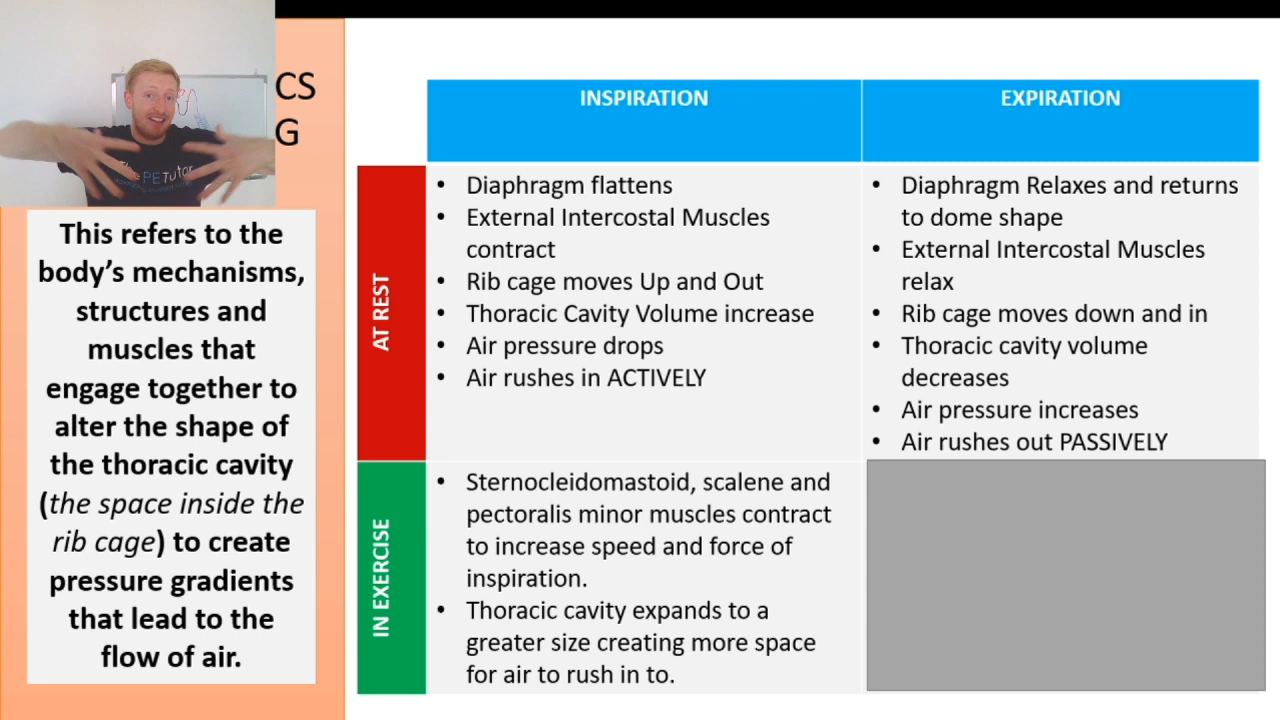 CS
G
PETutor
This refers to the
body's mechanisms,
structures and
muscles that
engage together to
alter the shape of
the thoracic cavity
(the space inside the
rib cage) to create
pressure gradients
that lead to the
flow of air.
INSPIRATION
EXPIRATION
AT REST
• Diaphragm flattens
• External Intercostal Muscles
contract
• Rib cage moves Up and Out
• Thoracic Cavity Volume increase
• Air pressure drops
• Air rushes in ACTIVELY
• Diaphragm Relaxes and returns
to dome shape
• External Intercostal Muscles
relax
• Rib cage moves down and in
• Thoracic cavity volume
decreases
• Air pressure increases
• Air rushes out PASSIVELY
IN EXERCISE
• Sternocleidomastoid, scalene and
pectoralis minor muscles contract
to increase speed and force of
inspiration.
• Thoracic cavity expands to a
greater size creating more space
for air to rush in to.